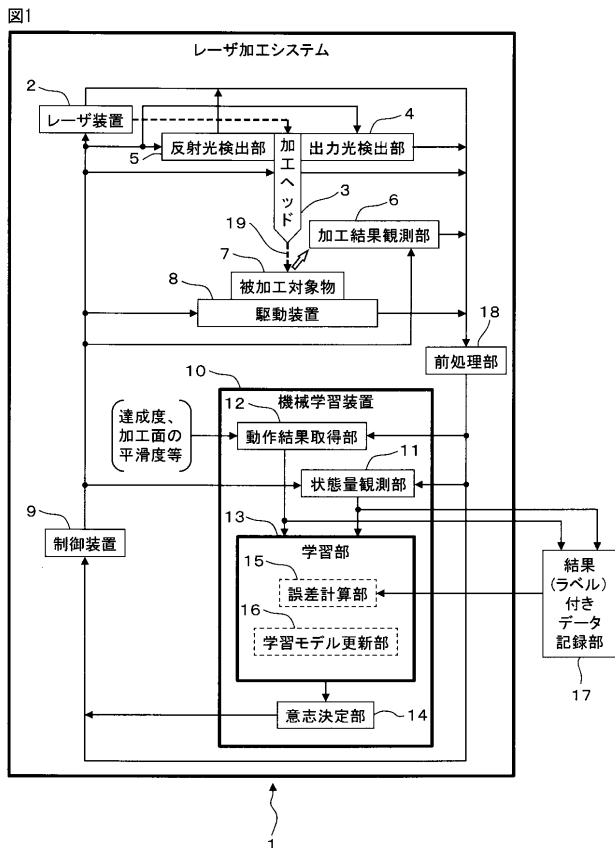 図1
レーザ加工システム
2
レーザ装置
4
反射光検出部
5
加工ヘッド
出力光検出部
3
6
19
加工結果観測部
7
被加工対象物
8
駆動装置
18
前処理部
10
機械学習装置
達成度、
加工面の
平滑度等
12
動作結果取得部
11
状態量観測部
9
制御装置
13
学習部
15
誤差計算部
16
学習モデル更新部
結果
(ラベル)
付き
データ
記録部
17
意志決定部
14
1